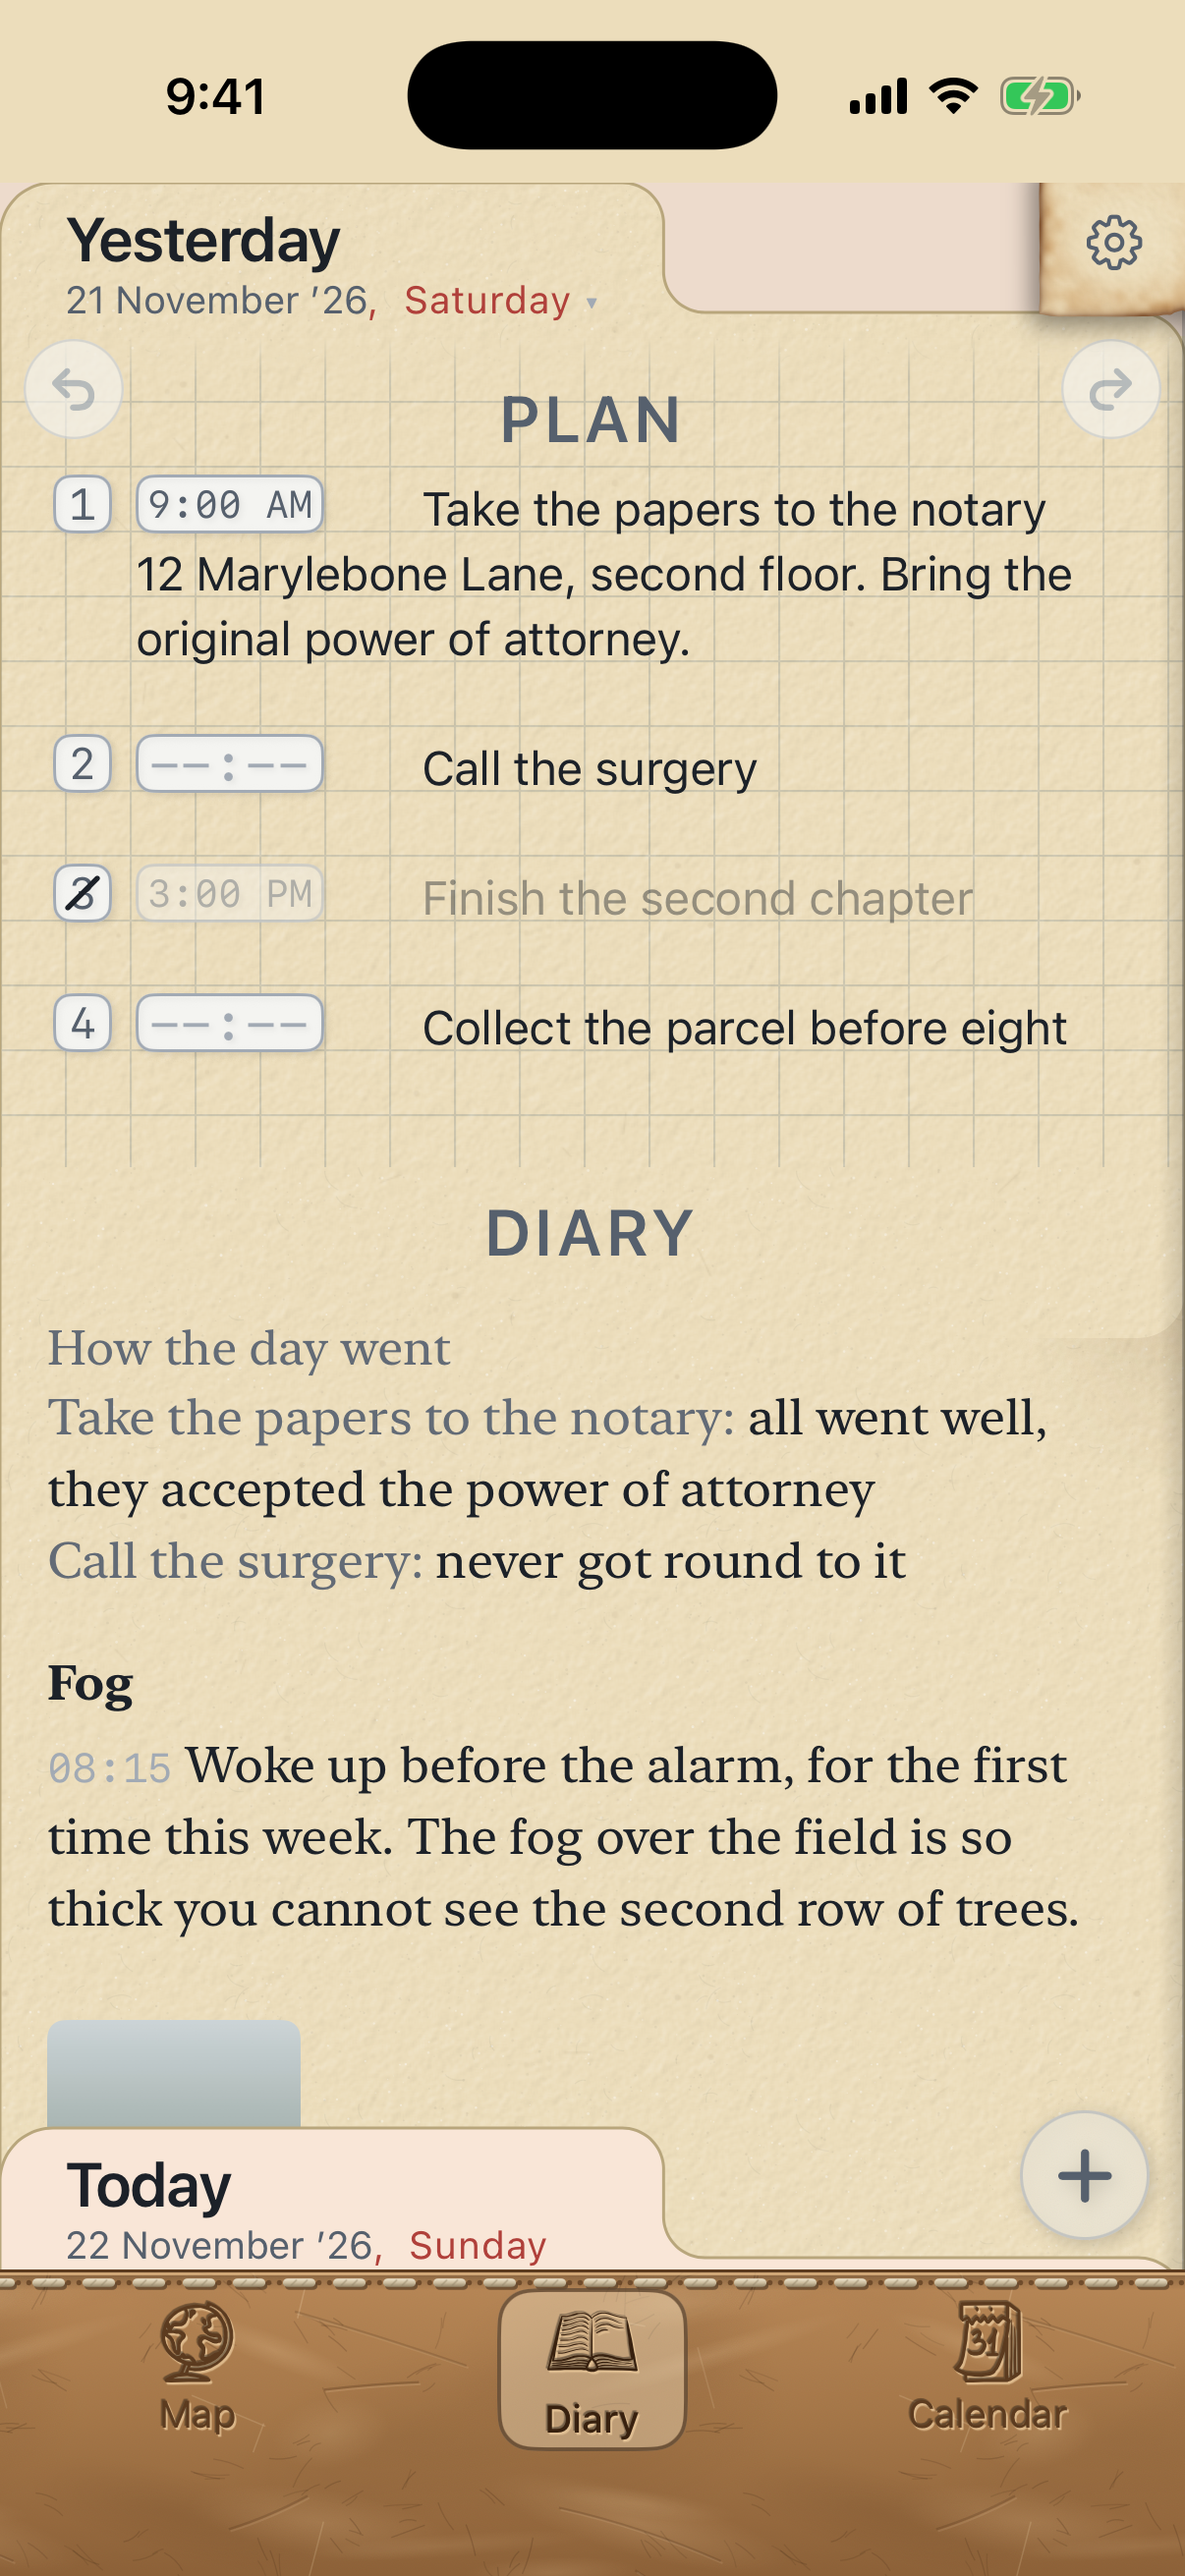 9:41
Yesterday
21 November ’26, Saturday ▾
PLAN
1 9:00 AM Take the papers to the notary
12 Marylebone Lane, second floor. Bring the
original power of attorney.
2 --:-- Call the surgery
3 3:00 PM Finish the second chapter
4 --:-- Collect the parcel before eight
DIARY
How the day went
Take the papers to the notary: all went well,
they accepted the power of attorney
Call the surgery: never got round to it
Fog
08:15 Woke up before the alarm, for the first
time this week. The fog over the field is so
thick you cannot see the second row of trees.
Today
22 November ’26, Sunday
31
Map
Diary
Calendar